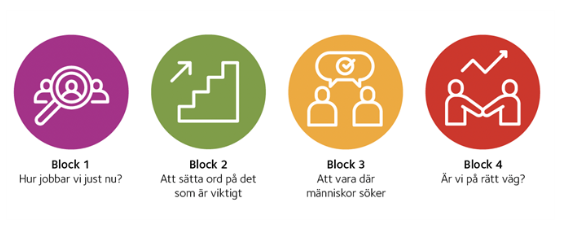 Block 1
Hur jobbar vi just nu?
Block 2
Att sätta ord på det
som är viktigt
Block 3
Att vara där
människor söker
Block 4
Är vi på rätt väg?